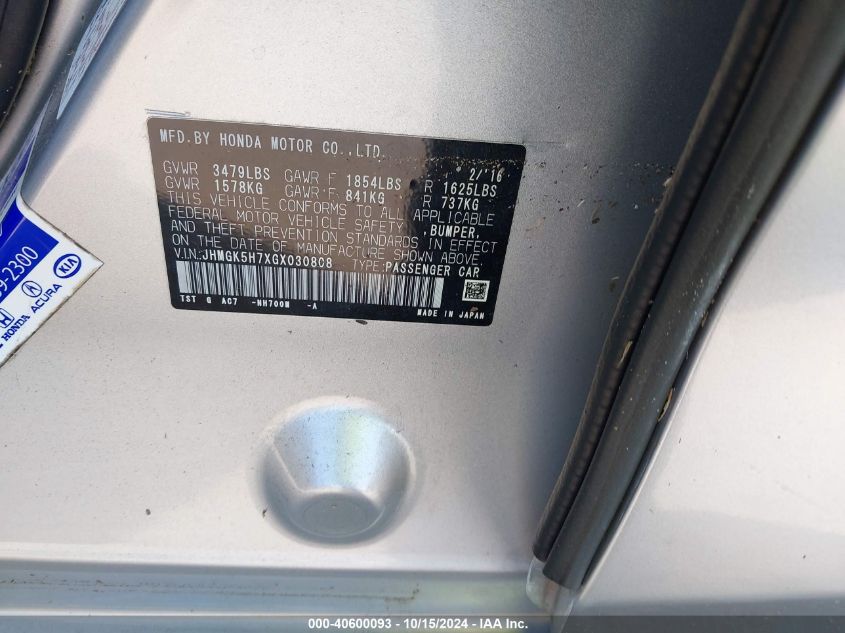 MFD. BY HONDA MOTOR CO., LTD.
2/'16
GVWR 3479LBS GAWR F 1854LBS R 1625LBS
GVWR 1578KG GAWR F 841KG R 737KG
THIS VEHICLE CONFORMS TO ALL APPLICABLE
FEDERAL MOTOR VEHICLE SAFETY, BUMPER,
AND THEFT PREVENTION STANDARDS IN EFFECT
ON THE DATE OF MANUFACTURE SHOWN ABOVE.
V.I.N.:JHMGK5H7XGX030808 TYPE:PASSENGER CAR
TST G AC7 -NH700M -A
MADE IN JAPAN
9-2300
KIA
HONDA ACURA
000-40600093 - 10/15/2024 - IAA Inc.